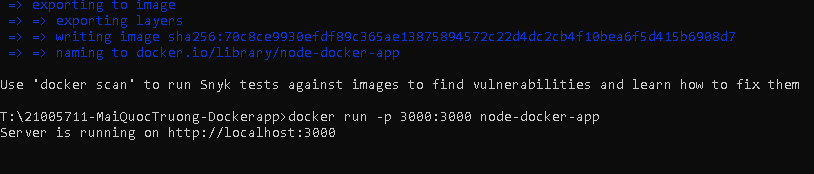 => exporting to image
=> => exporting layers
=> => writing image sha256:70c8ce9930efdf89c365ae13875894572c22d4dc2cb4f10bea6f5d415b6908d7
=> => naming to docker.io/library/node-docker-app
Use 'docker scan' to run Snyk tests against images to find vulnerabilities and learn how to fix them
T:\21005711-MaiQuocTruong-Dockerapp>docker run -p 3000:3000 node-docker-app
Server is running on http://localhost:3000